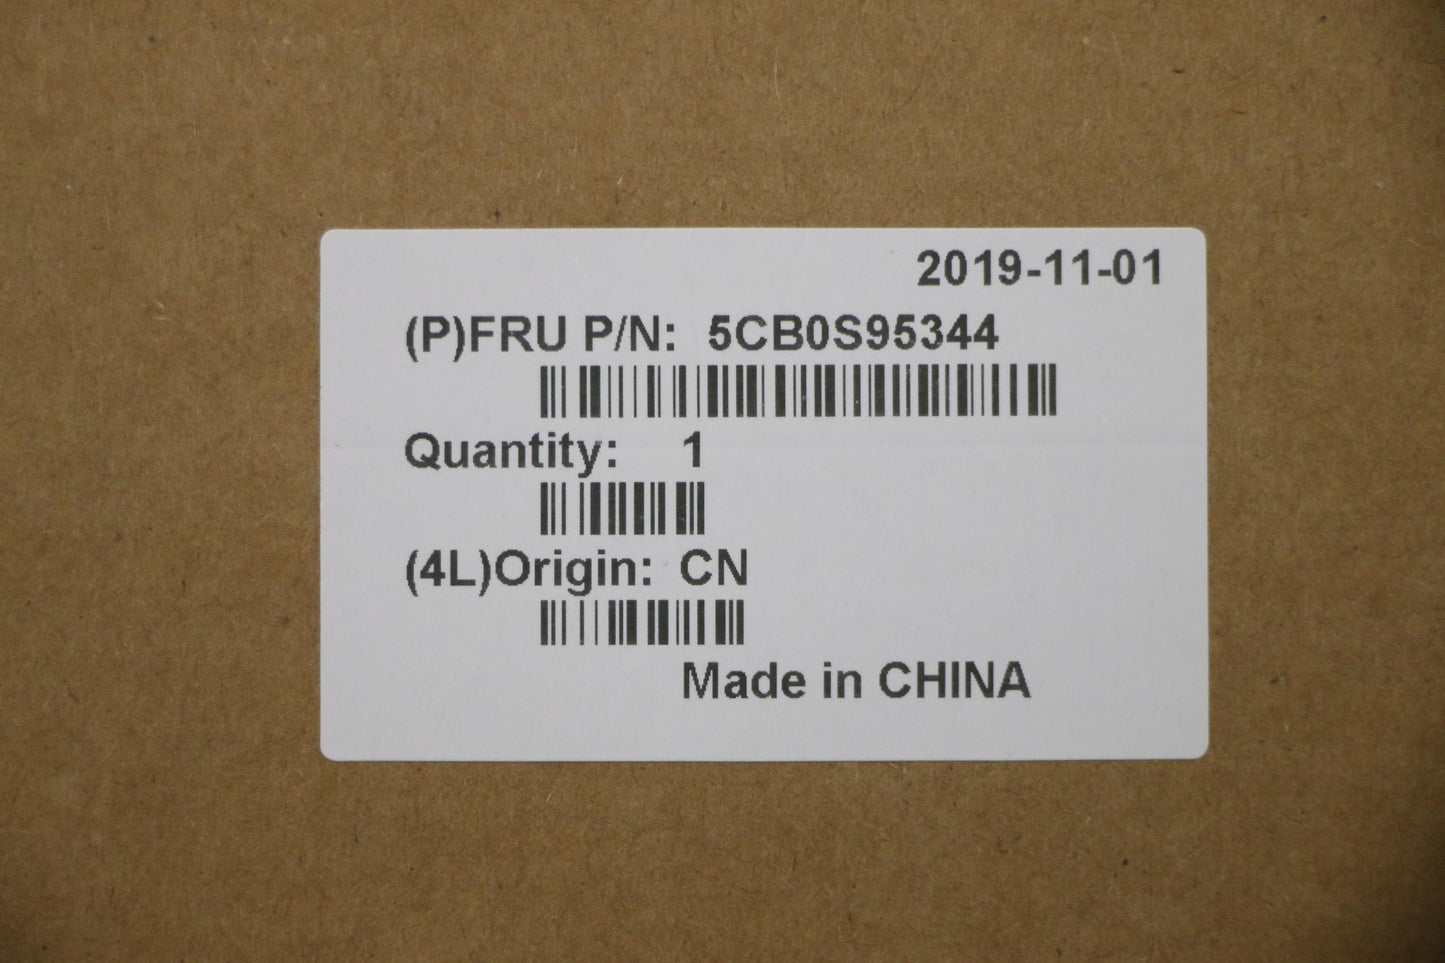 2019-11-01
(P)FRU P/N: 5CB0S95344
Quantity: 1
(4L)Origin: CN
Made in CHINA